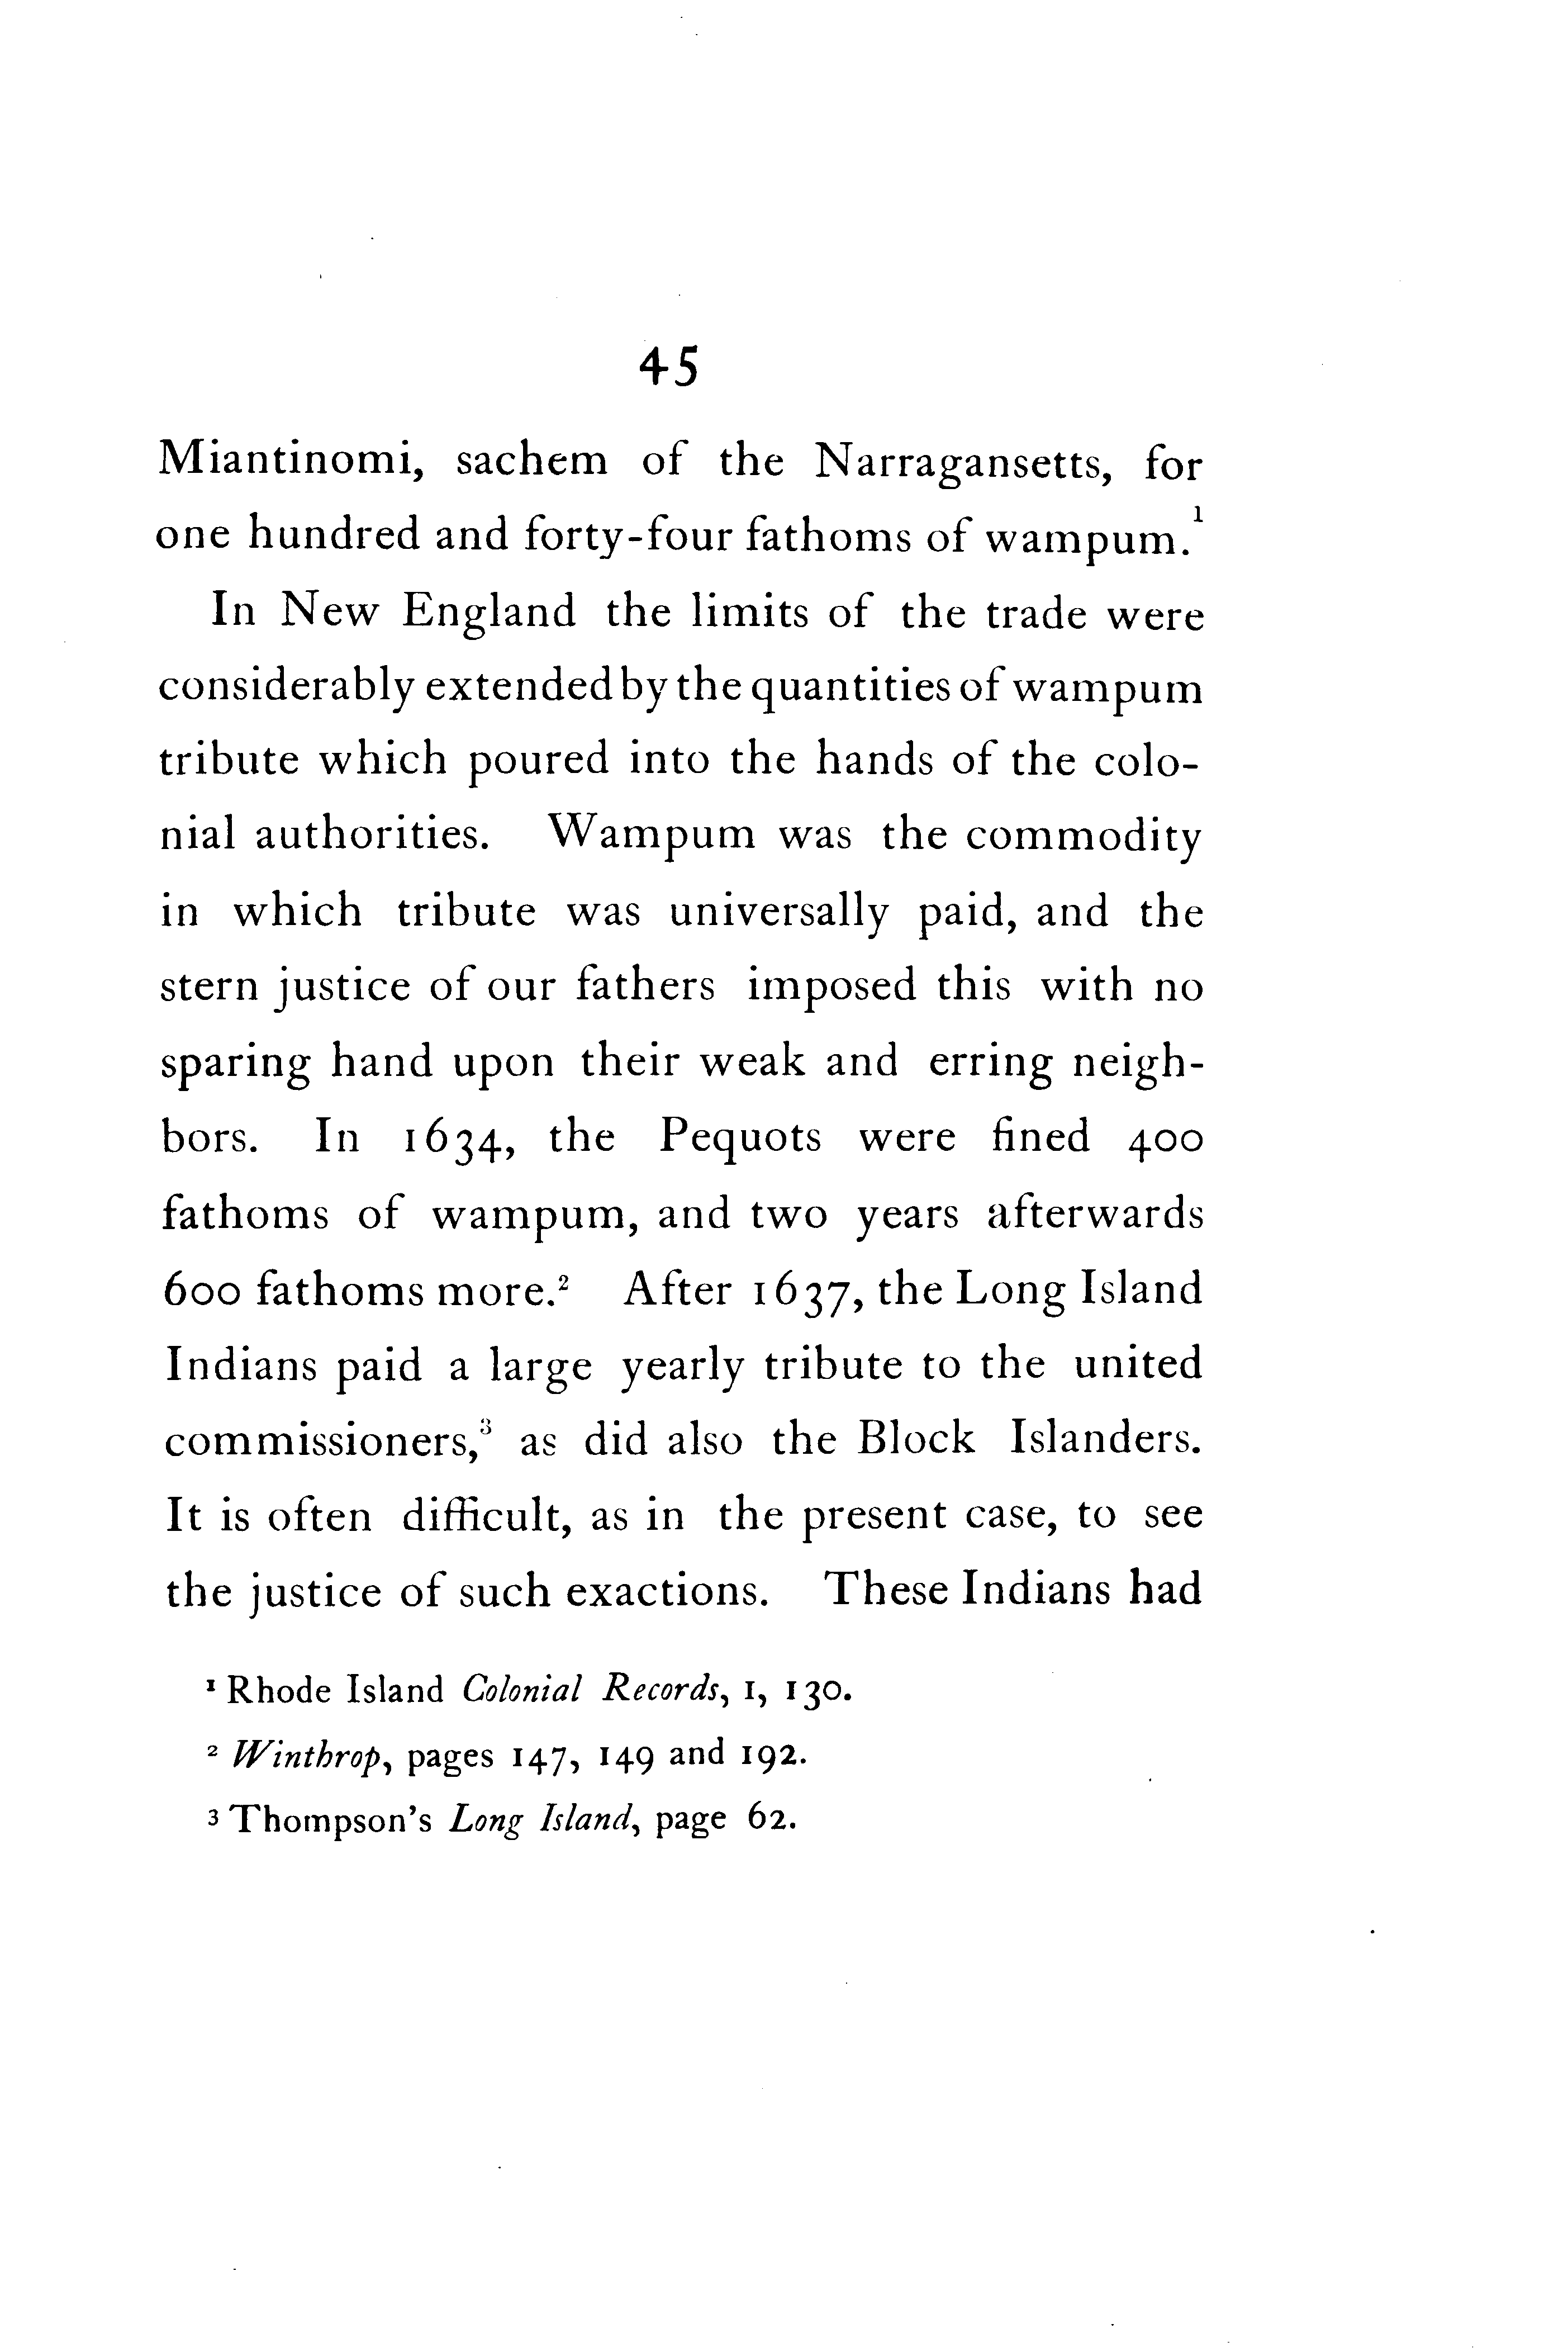 45
Miantinomi, sachem of the Narragansetts, for
one hundred and forty-four fathoms of wampum.¹
In New England the limits of the trade were
considerably extended by the quantities of wampum
tribute which poured into the hands of the colo-
nial authorities. Wampum was the commodity
in which tribute was universally paid, and the
stern justice of our fathers imposed this with no
sparing hand upon their weak and erring neigh-
bors. In 1634, the Pequots were fined 400
fathoms of wampum, and two years afterwards
600 fathoms more.² After 1637, the Long Island
Indians paid a large yearly tribute to the united
commissioners,³ as did also the Block Islanders.
It is often difficult, as in the present case, to see
the justice of such exactions. These Indians had
¹ Rhode Island Colonial Records, I, 130.
² Winthrop, pages 147, 149 and 192.
³ Thompson's Long Island, page 62.